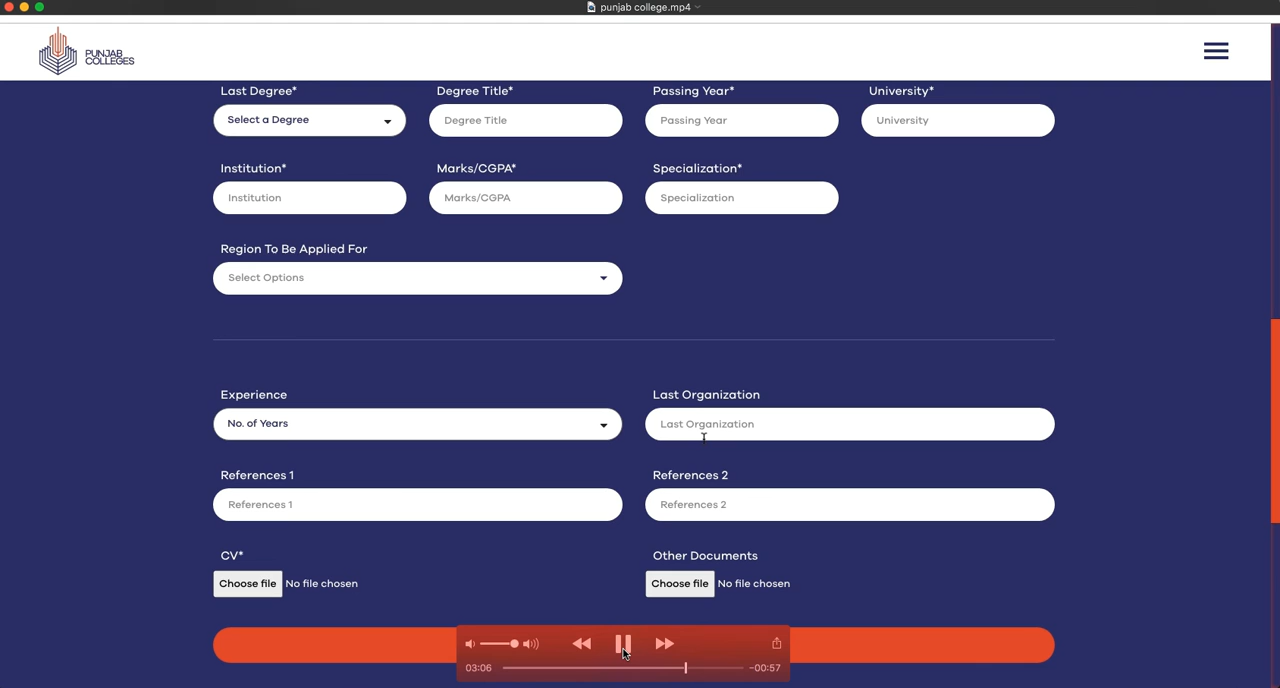 punjab college.mp4
PUNJAB
COLLEGES
Last Degree* Degree Title* Passing Year* University*
Select a Degree Degree Title Passing Year University
Institution* Marks/CGPA* Specialization*
Institution Marks/CGPA Specialization
Region To Be Applied For
Select Options
Experience Last Organization
No. of Years Last Organization
References 1 References 2
References 1 References 2
CV* Other Documents
Choose file No file chosen Choose file No file chosen
03:06 -00:57